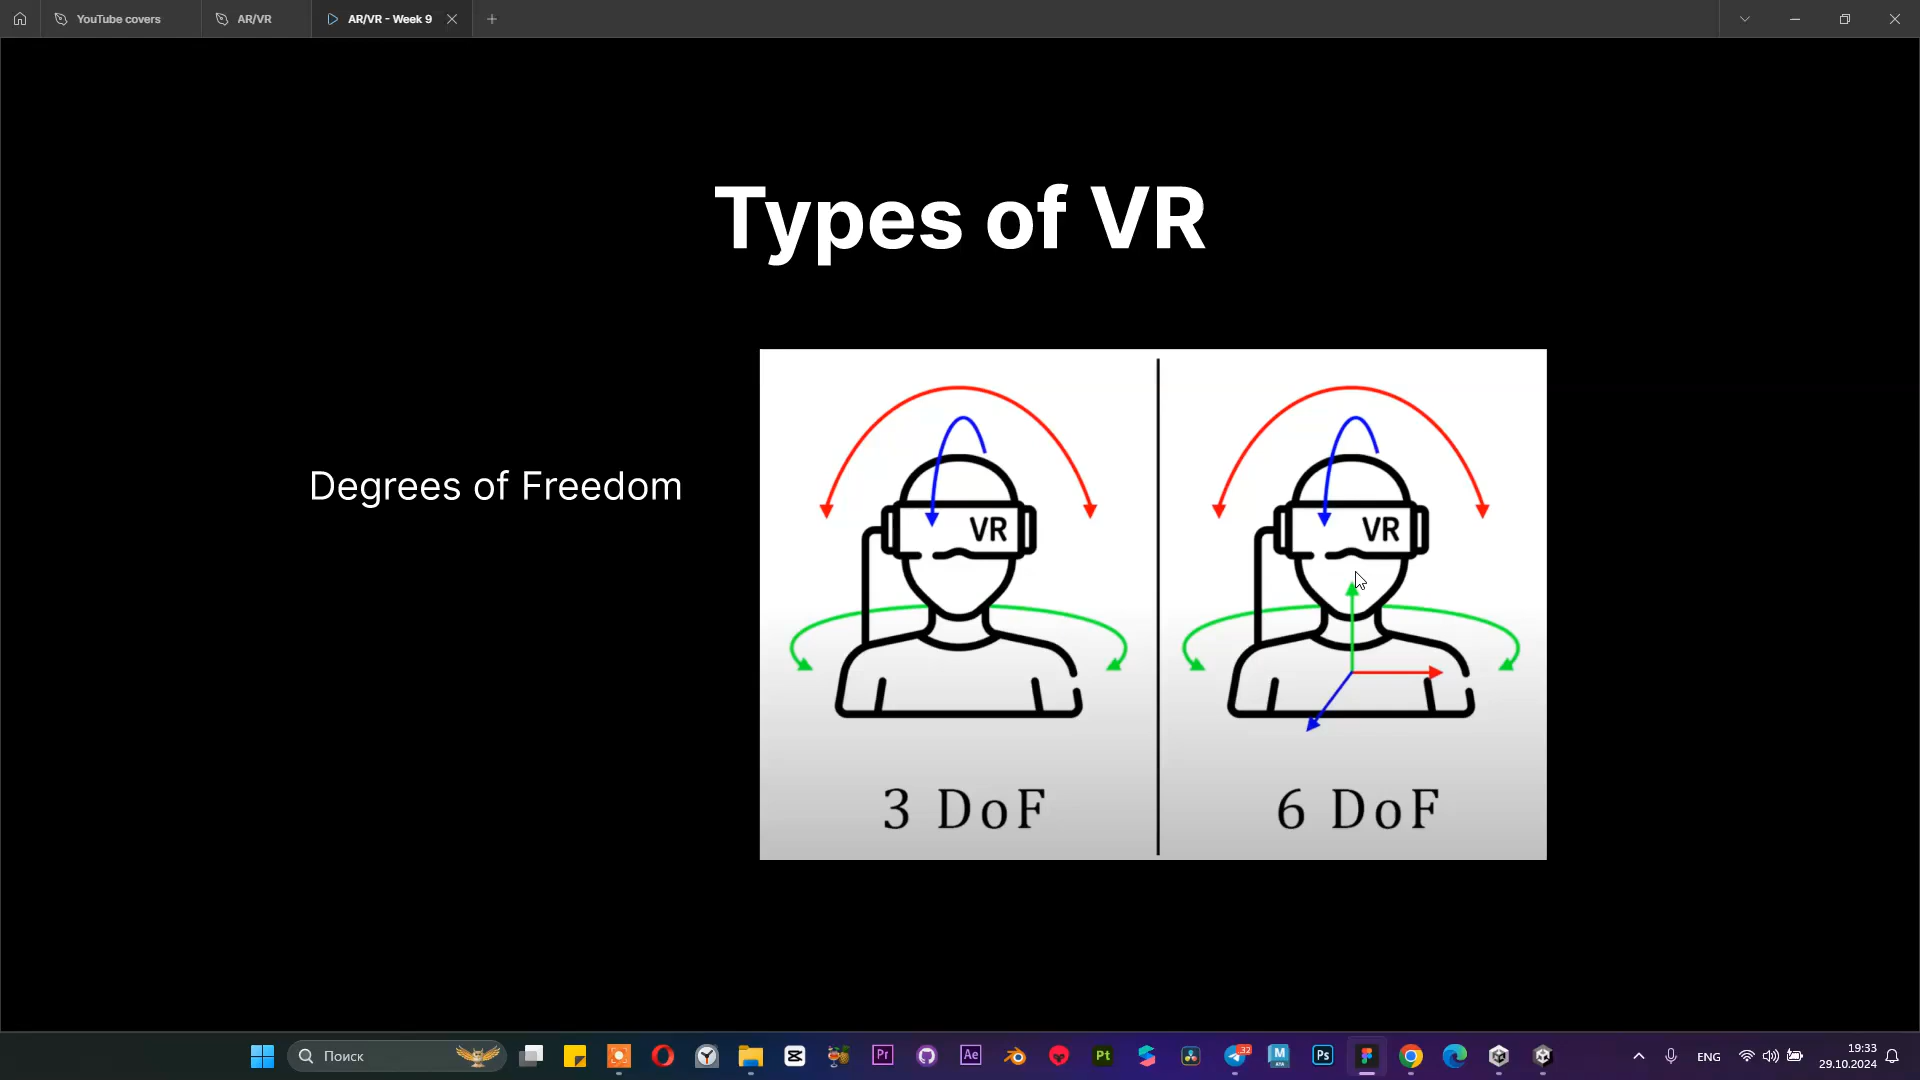 YouTube covers
AR/VR
AR/VR - Week 9
Types of VR
Degrees of Freedom
VR
VR
3 DoF
6 DoF
Поиск
Pr
Ae
Pt
32
M
Ps
ENG
19:33
29.10.2024